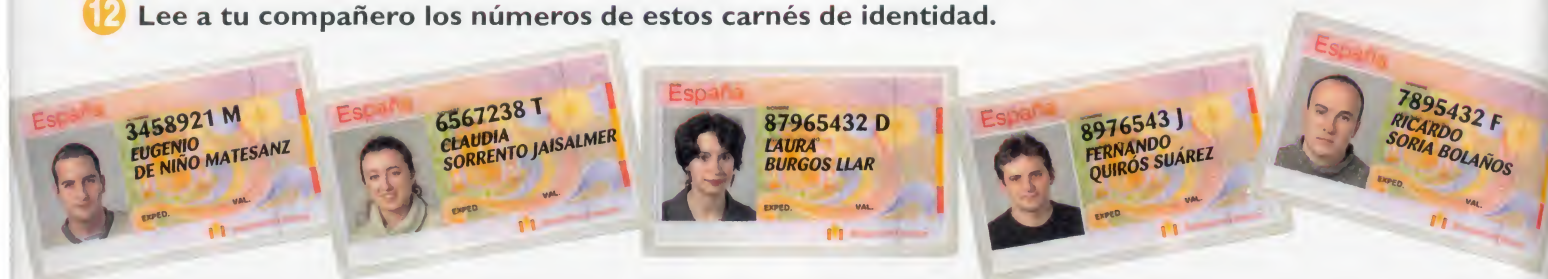 12 Lee a tu compañero los números de estos carnés de identidad.
España
3458921 M
EUGENIO
DE NIÑO MATESANZ
EXPED. VAL.
España
6567238 T
CLAUDIA
SORRENTO JAISALMER
EXPED. VAL.
España
87965432 D
LAURA
BURGOS LLAR
EXPED. VAL.
España
8976543 J
FERNANDO
QUIRÓS SUÁREZ
EXPED. VAL.
España
7895432 F
RICARDO
SORIA BOLAÑOS
EXPED. VAL.